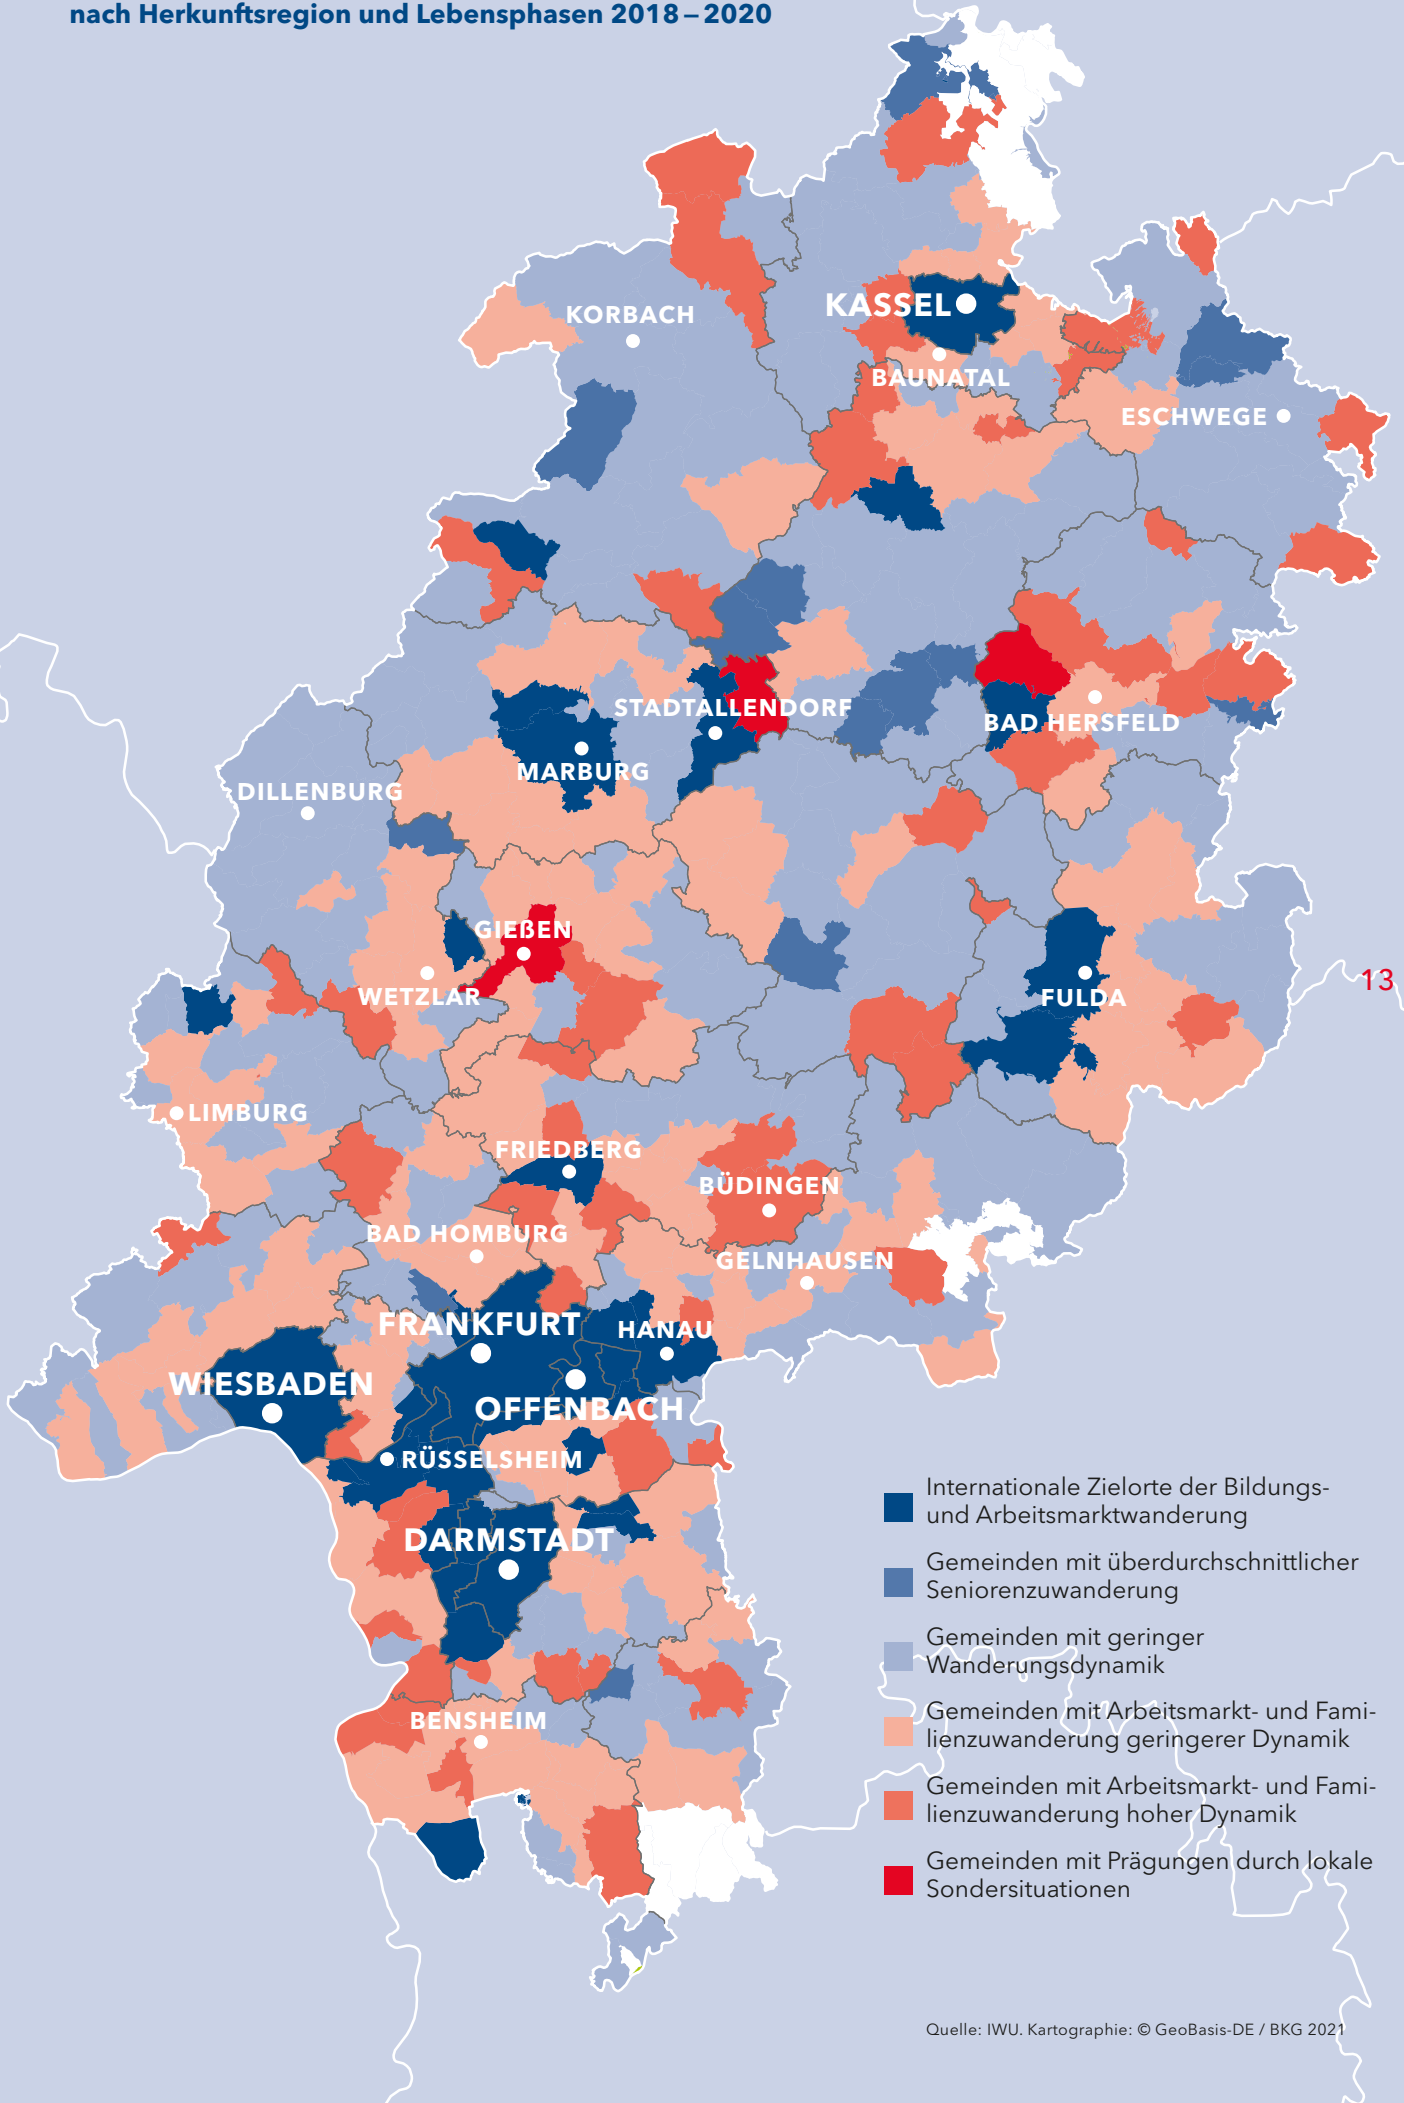 nach Herkunftsregion und Lebensphasen 2018 – 2020
KASSEL
KORBACH
BAUNATAL
ESCHWEGE
STADTALLENDORF
BAD HERSFELD
MARBURG
DILLENBURG
GIEßEN
13
WETZLAR
FULDA
LIMBURG
FRIEDBERG
BÜDINGEN
BAD HOMBURG
GELNHAUSEN
FRANKFURT
HANAU
WIESBADEN
OFFENBACH
RÜSSELSHEIM
DARMSTADT
BENSHEIM
Internationale Zielorte der Bildungs-
und Arbeitsmarktwanderung
Gemeinden mit überdurchschnittlicher
Seniorenzuwanderung
Gemeinden mit geringer
Wanderungsdynamik
Gemeinden mit Arbeitsmarkt- und Fami-
lienzuwanderung geringerer Dynamik
Gemeinden mit Arbeitsmarkt- und Fami-
lienzuwanderung hoher Dynamik
Gemeinden mit Prägungen durch lokale
Sondersituationen
Quelle: IWU. Kartographie: © GeoBasis-DE / BKG 2021